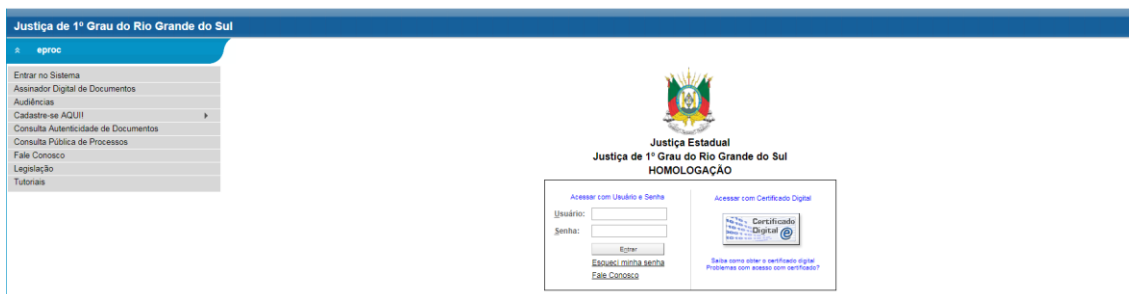 Justiça de 1º Grau do Rio Grande do Sul
eproc
Entrar no Sistema
Assinador Digital de Documentos
Audiências
Cadastre-se AQUI!
Consulta Autenticidade de Documentos
Consulta Pública de Processos
Fale Conosco
Legislação
Tutoriais
Justiça Estadual
Justiça de 1º Grau do Rio Grande do Sul
HOMOLOGAÇÃO
Acessar com Usuário e Senha
Usuário:
Senha:
Entrar
Esqueci minha senha
Fale Conosco
Acessar com Certificado Digital
Certificado
Digital
Saiba como obter o certificado digital
Problemas com acesso com certificado?